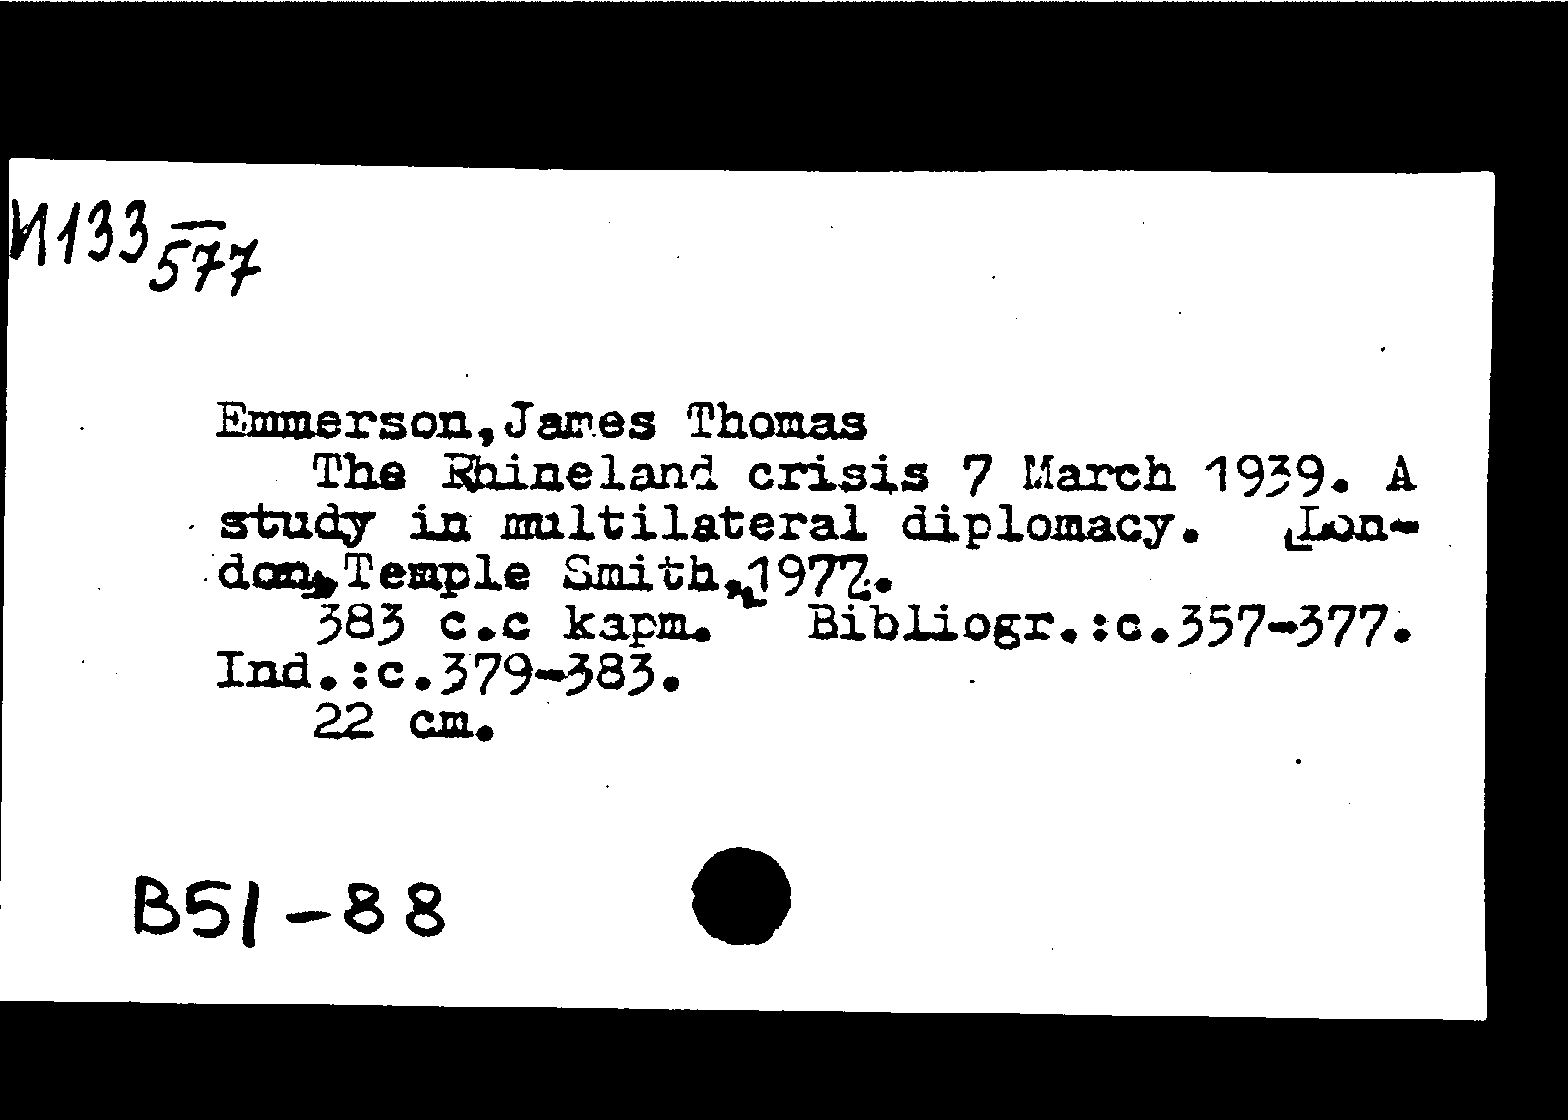 И133 577
Emmerson, James Thomas
The Rhineland crisis 7 March 1939. A
study in multilateral diplomacy. Lon-
don, Temple Smith, 1977.
383 c.c карт. Bibliogr.:c.357-377.
Ind.:c.379-383.
22 cm.
B51-88